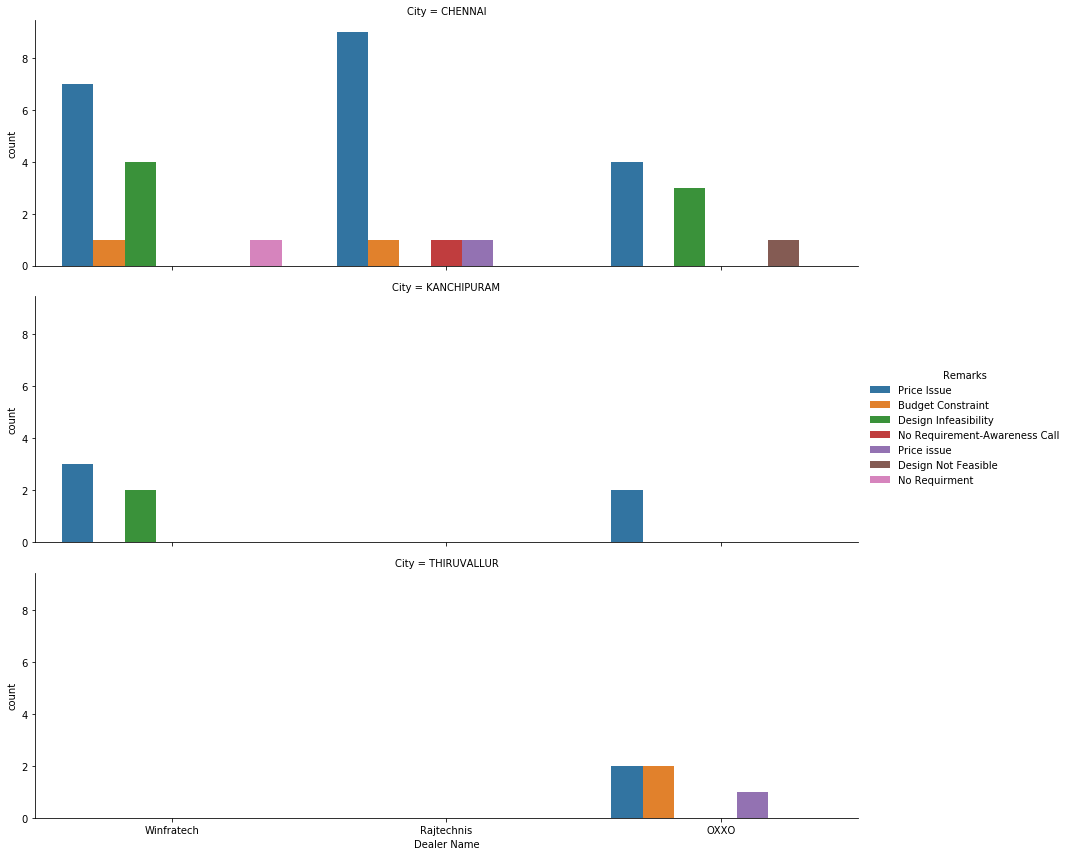 City = CHENNAI
8
6
4
2
0
count
City = KANCHIPURAM
8
6
4
2
0
count
City = THIRUVALLUR
8
6
4
2
0
count
Winfratech Rajtechnis OXXO
Dealer Name
Remarks
Price Issue
Budget Constraint
Design Infeasibility
No Requirement-Awareness Call
Price issue
Design Not Feasible
No Requirment